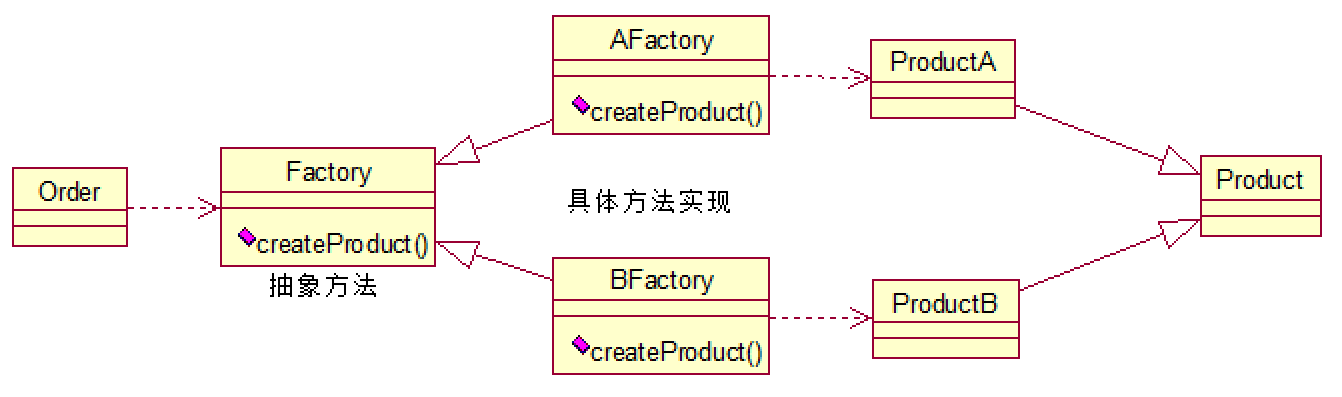 AFactory
createProduct()
ProductA
Order
Factory
createProduct()
抽象方法
具体方法实现
Product
BFactory
createProduct()
ProductB